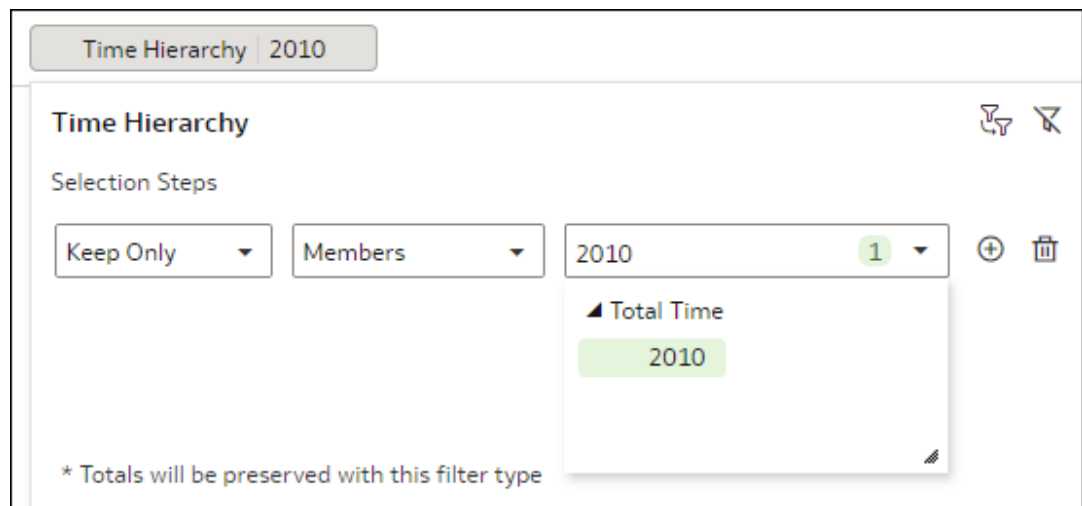 Time Hierarchy 2010
Time Hierarchy
Selection Steps
Keep Only Members 2010 1
Total Time
2010
* Totals will be preserved with this filter type